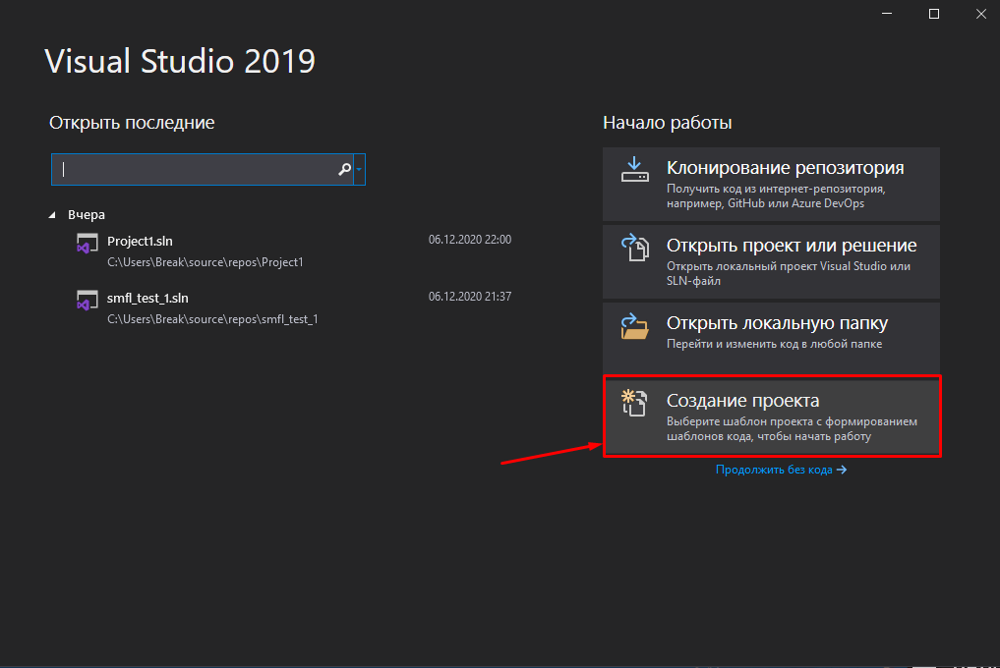 Visual Studio 2019
Открыть последние
Вчера
Project1.sln
06.12.2020 22:00
C:\Users\Break\source\repos\Project1
smfl_test_1.sln
06.12.2020 21:37
C:\Users\Break\source\repos\smfl_test_1
Начало работы
Клонирование репозитория
Получить код из интернет-репозитория,
например, GitHub или Azure DevOps
Открыть проект или решение
Открыть локальный проект Visual Studio или
SLN-файл
Открыть локальную папку
Перейти и изменить код в любой папке
Создание проекта
Выберите шаблон проекта с формированием
шаблонов кода, чтобы начать работу
Продолжить без кода